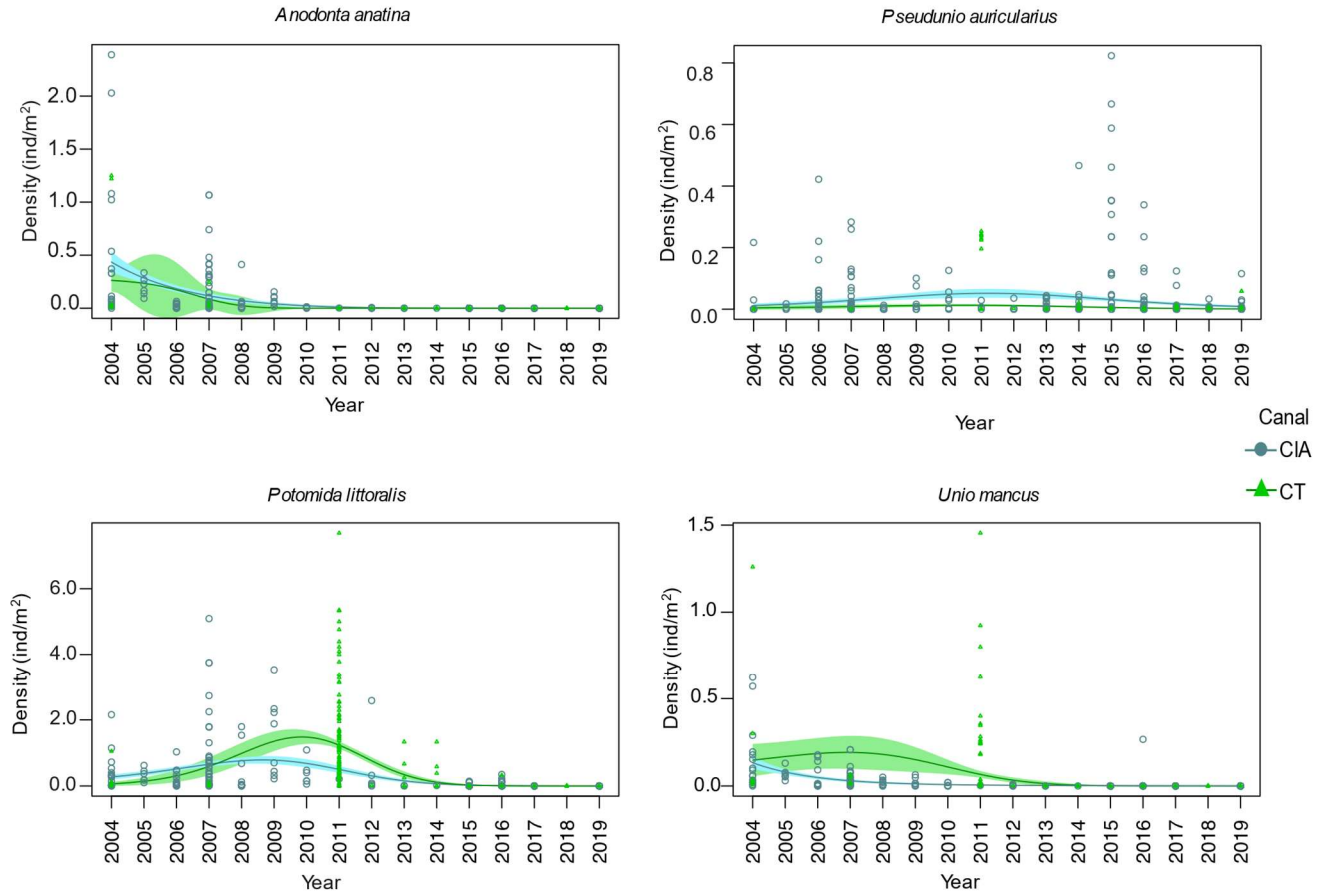 Anodonta anatina
Density (ind/m²)
2.0
1.5
1.0
0.5
0.0
2004 2005 2006 2007 2008 2009 2010 2011 2012 2013 2014 2015 2016 2017 2018 2019
Year
Pseudunio auricularius
Density (ind/m²)
0.8
0.6
0.4
0.2
0.0
2004 2005 2006 2007 2008 2009 2010 2011 2012 2013 2014 2015 2016 2017 2018 2019
Year
Canal
CIA
CT
Potomida littoralis
Density (ind/m²)
6.0
4.0
2.0
0.0
2004 2005 2006 2007 2008 2009 2010 2011 2012 2013 2014 2015 2016 2017 2018 2019
Year
Unio mancus
Density (ind/m²)
1.5
1.0
0.5
0.0
2004 2005 2006 2007 2008 2009 2010 2011 2012 2013 2014 2015 2016 2017 2018 2019
Year